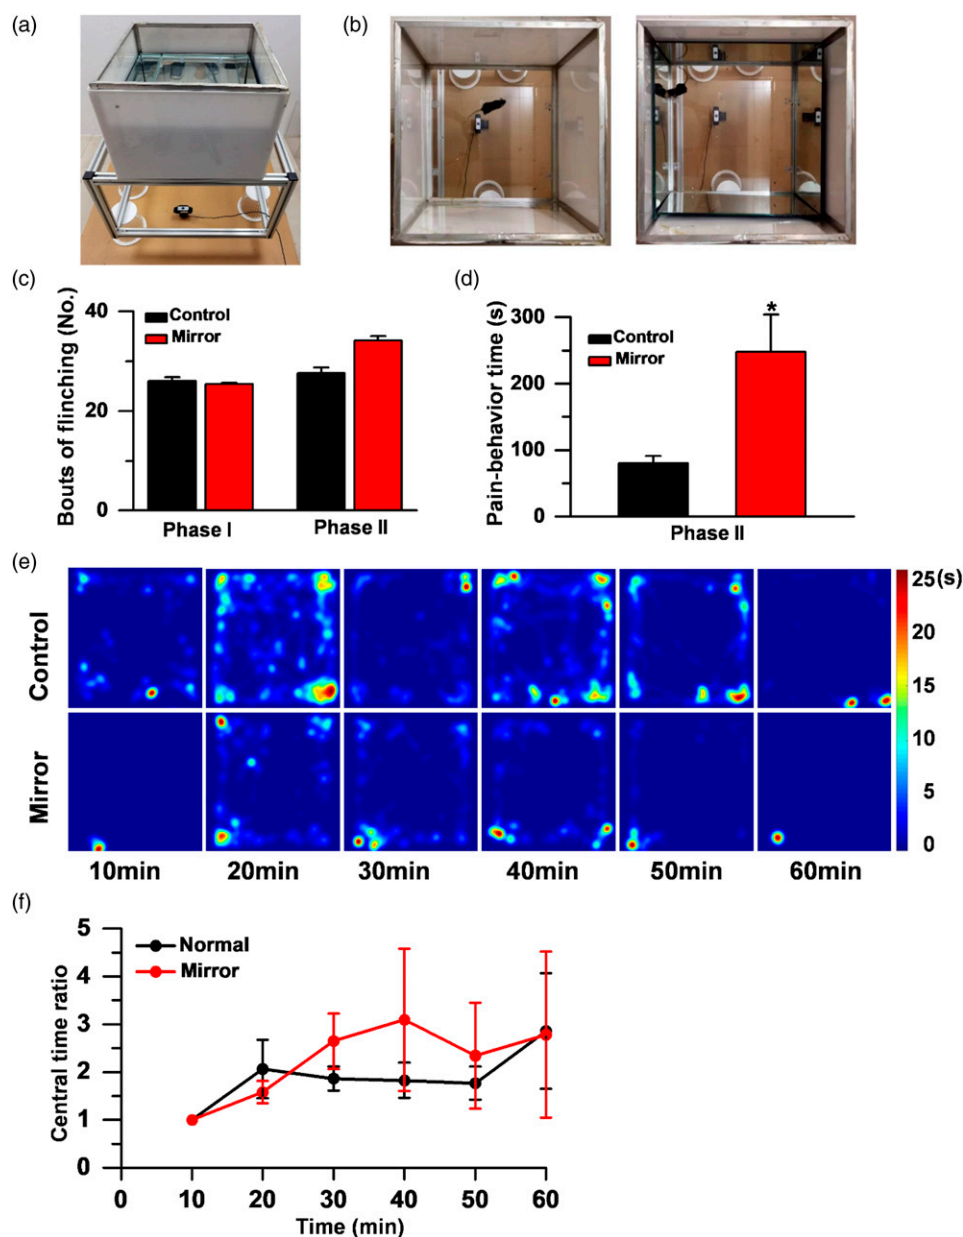 (a)
(b)
(c)
Bouts of flinching (No.)
40
20
0
Control
Mirror
Phase I
Phase II
(d)
Pain-behavior time (s)
300
200
100
0
Control
Mirror
*
Phase II
(e)
Control
Mirror
10min
20min
30min
40min
50min
60min
25(s)
20
15
10
5
0
(f)
Central time ratio
5
4
3
2
1
0
Normal
Mirror
0
10
20
30
40
50
60
Time (min)